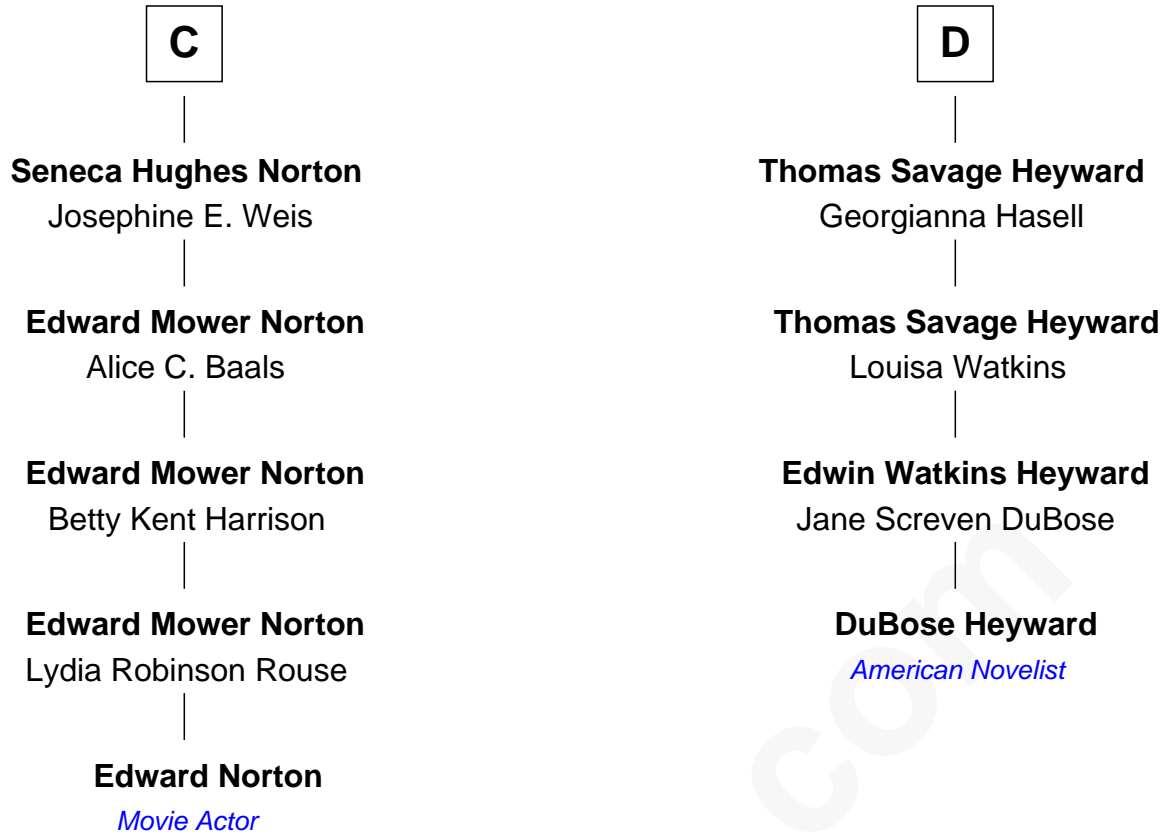 C
Seneca Hughes Norton
Josephine E. Weis
Edward Mower Norton
Alice C. Baals
Edward Mower Norton
Betty Kent Harrison
Edward Mower Norton
Lydia Robinson Rouse
Edward Norton
Movie Actor
D
Thomas Savage Heyward
Georgianna Hasell
Thomas Savage Heyward
Louisa Watkins
Edwin Watkins Heyward
Jane Screven DuBose
DuBose Heyward
American Novelist
com